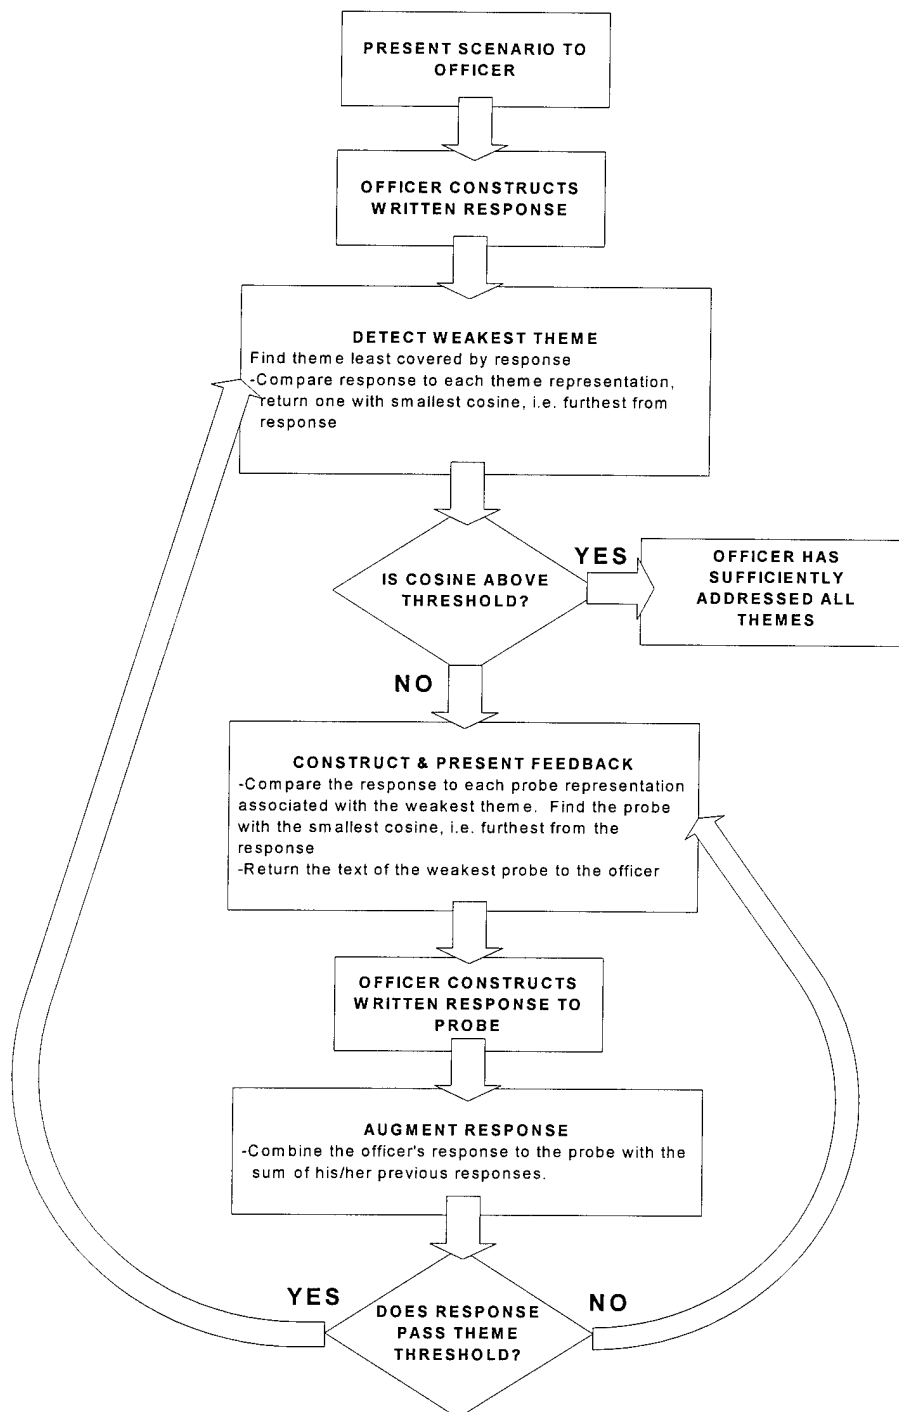 PRESENT SCENARIO TO
OFFICER
OFFICER CONSTRUCTS
WRITTEN RESPONSE
DETECT WEAKEST THEME
Find theme least covered by response
-Compare response to each theme representation,
return one with smallest cosine, i.e. furthest from
response
IS COSINE ABOVE
THRESHOLD?
YES
OFFICER HAS
SUFFICIENTLY
ADDRESSED ALL
THEMES
NO
CONSTRUCT & PRESENT FEEDBACK
-Compare the response to each probe representation
associated with the weakest theme.  Find the probe
with the smallest cosine, i.e. furthest from the
response
-Return the text of the weakest probe to the officer
OFFICER CONSTRUCTS
WRITTEN RESPONSE TO
PROBE
AUGMENT RESPONSE
-Combine the officer's response to the probe with the
sum of his/her previous responses.
YES
DOES RESPONSE
PASS THEME
THRESHOLD?
NO